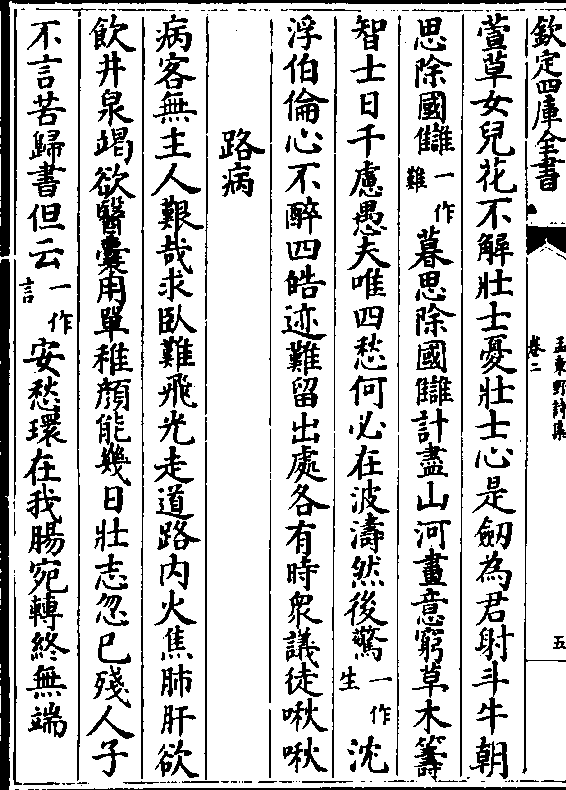 欽定四庫全書
孟東野詩集
卷二
五
萱草女兒花不解壯士憂壯士心是劒為君射斗牛朝
思除國讎一作難暮思除國讎計盡山河畫意窮草木籌
智士日千慮愚夫唯四愁何必在波濤然後驚一作生沈
浮伯倫心不醉四皓迹難留出處各有時衆議徒啾啾
路病
病客無主人艱哉求臥難飛光走道路内火焦肺肝欲
飲井泉竭欲醫囊用單稚顔能幾日壯志忽已殘人子
不言苦歸書但云一作言安愁環在我腸宛轉終無端